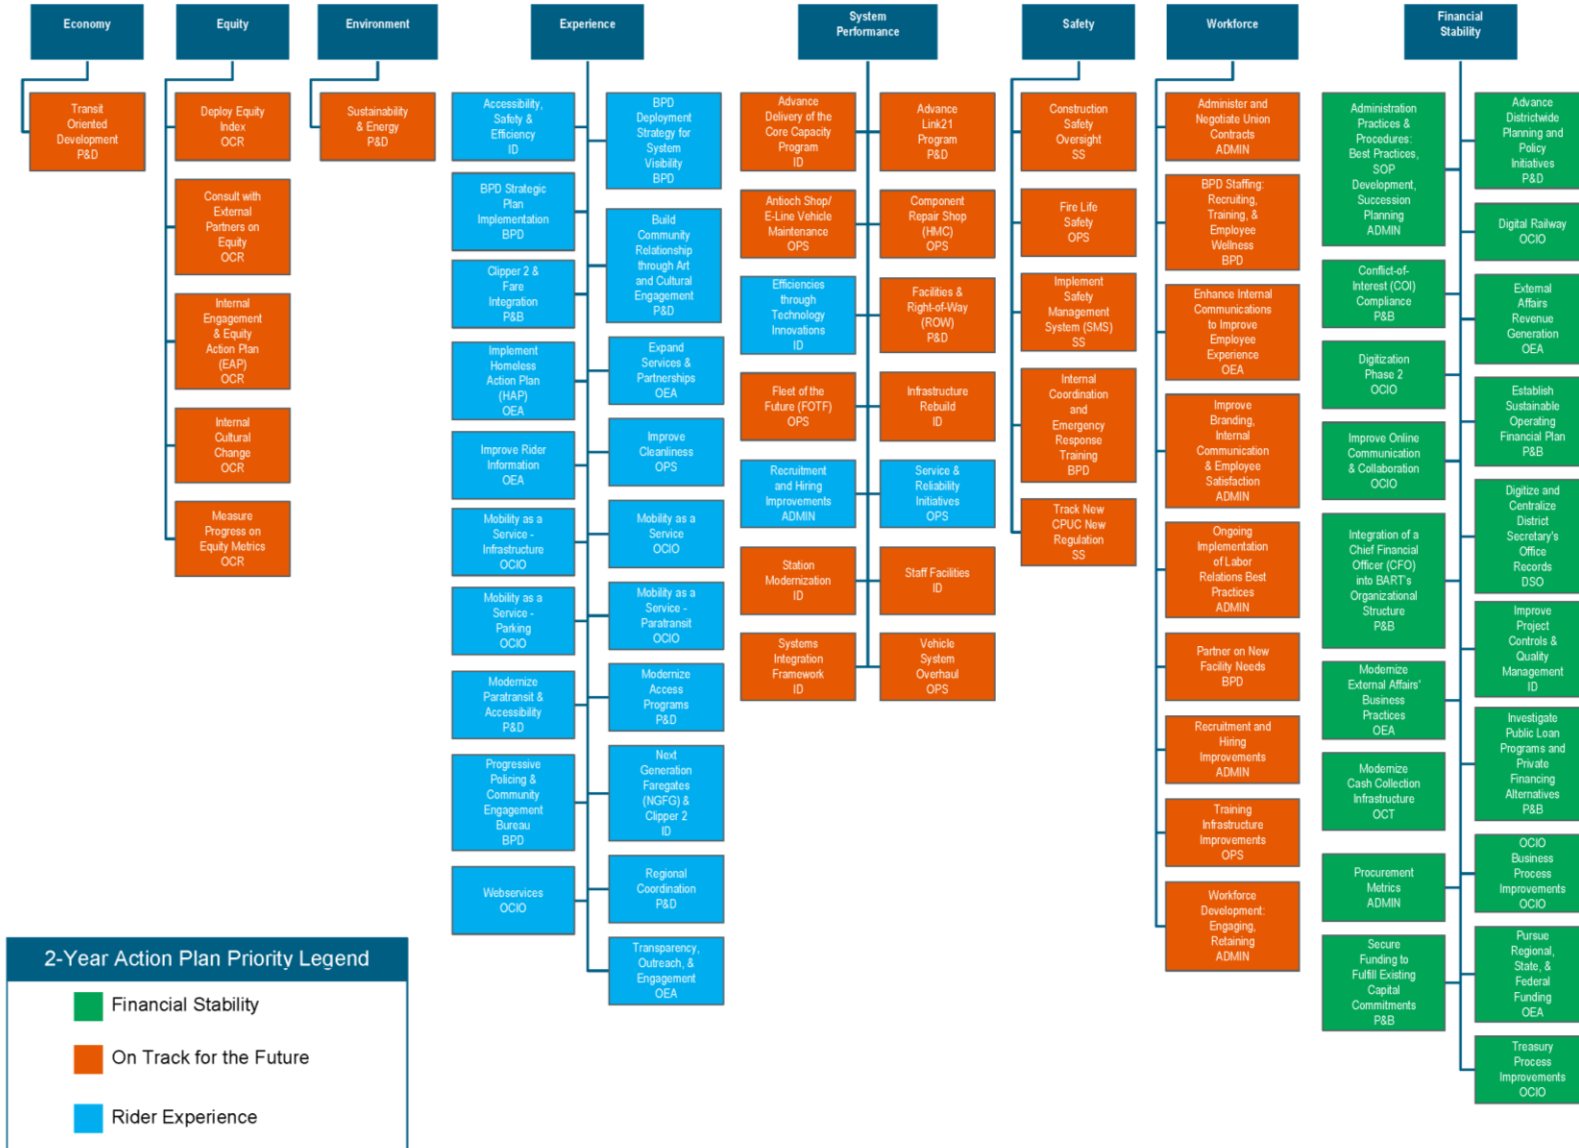 Economy
Transit
Oriented
Development
P&D
Equity
Deploy Equity
Index
OCR
Consult with
External
Partners on
Equity
OCR
Internal
Engagement
& Equity
Action Plan
(EAP)
OCR
Internal
Cultural
Change
OCR
Measure
Progress on
Equity Metrics
OCR
Environment
Sustainability
& Energy
P&D
Experience
Accessibility,
Safety &
Efficiency
ID
BPD
Deployment
Strategy for
System
Visibility
BPD
BPD Strategic
Plan
Implementation
BPD
Build
Community
Relationship
through Art
and Cultural
Engagement
P&D
Clipper 2 &
Fare
Integration
P&B
Implement
Homeless
Action Plan
(HAP)
OEA
Expand
Services &
Partnerships
OEA
Improve Rider
Information
OEA
Improve
Cleanliness
OPS
Mobility as a
Service -
Infrastructure
OCIO
Mobility as a
Service
OCIO
Mobility as a
Service -
Parking
OCIO
Mobility as a
Service -
Paratransit
OCIO
Modernize
Paratransit &
Accessibility
P&D
Modernize
Access
Programs
P&D
Progressive
Policing &
Community
Engagement
Bureau
BPD
Next
Generation
Faregates
(NGFG) &
Clipper 2
ID
Webservices
OCIO
Regional
Coordination
P&D
Transparency,
Outreach, &
Engagement
OEA
System
Performance
Advance
Delivery of the
Core Capacity
Program
ID
Advance
Link21
Program
P&D
Antioch Shop/
E-Line Vehicle
Maintenance
OPS
Component
Repair Shop
(HMC)
OPS
Efficiencies
through
Technology
Innovations
ID
Facilities &
Right-of-Way
(ROW)
P&D
Fleet of the
Future (FOTF)
OPS
Infrastructure
Rebuild
ID
Recruitment
and Hiring
Improvements
ADMIN
Service &
Reliability
Initiatives
OPS
Station
Modernization
ID
Staff Facilities
ID
Systems
Integration
Framework
ID
Vehicle
System
Overhaul
OPS
Safety
Construction
Safety
Oversight
SS
Fire Life
Safety
OPS
Implement
Safety
Management
System (SMS)
SS
Internal
Coordination
and
Emergency
Response
Training
BPD
Track New
CPUC New
Regulation
SS
Workforce
Administer and
Negotiate Union
Contracts
ADMIN
BPD Staffing:
Recruiting,
Training, &
Employee
Wellness
BPD
Enhance Internal
Communications
to Improve
Employee
Experience
OEA
Improve
Branding,
Internal
Communication
& Employee
Satisfaction
ADMIN
Ongoing
Implementation
of Labor
Relations Best
Practices
ADMIN
Partner on New
Facility Needs
BPD
Recruitment and
Hiring
Improvements
ADMIN
Training
Infrastructure
Improvements
OPS
Workforce
Development:
Engaging,
Retaining
ADMIN
Financial
Stability
Administration
Practices &
Procedures:
Best Practices,
SOP
Development,
Succession
Planning
ADMIN
Advance
Districtwide
Planning and
Policy
Initiatives
P&D
Digital Railway
OCIO
Conflict-of-
Interest (COI)
Compliance
P&B
External
Affairs
Revenue
Generation
OEA
Digitization
Phase 2
OCIO
Establish
Sustainable
Operating
Financial Plan
P&B
Improve Online
Communication
& Collaboration
OCIO
Digitize and
Centralize
District
Secretary's
Office
Records
DSO
Integration of a
Chief Financial
Officer (CFO)
into BART's
Organizational
Structure
P&B
Improve
Project
Controls &
Quality
Management
ID
Modernize
External Affairs'
Business
Practices
OEA
Investigate
Public Loan
Programs and
Private
Financing
Alternatives
P&B
Modernize
Cash Collection
Infrastructure
OCT
OCIO
Business
Process
Improvements
OCIO
Procurement
Metrics
ADMIN
Pursue
Regional,
State, &
Federal
Funding
OEA
Secure
Funding to
Fulfill Existing
Capital
Commitments
P&B
Treasury
Process
Improvements
OCIO
2-Year Action Plan Priority Legend
Financial Stability
On Track for the Future
Rider Experience